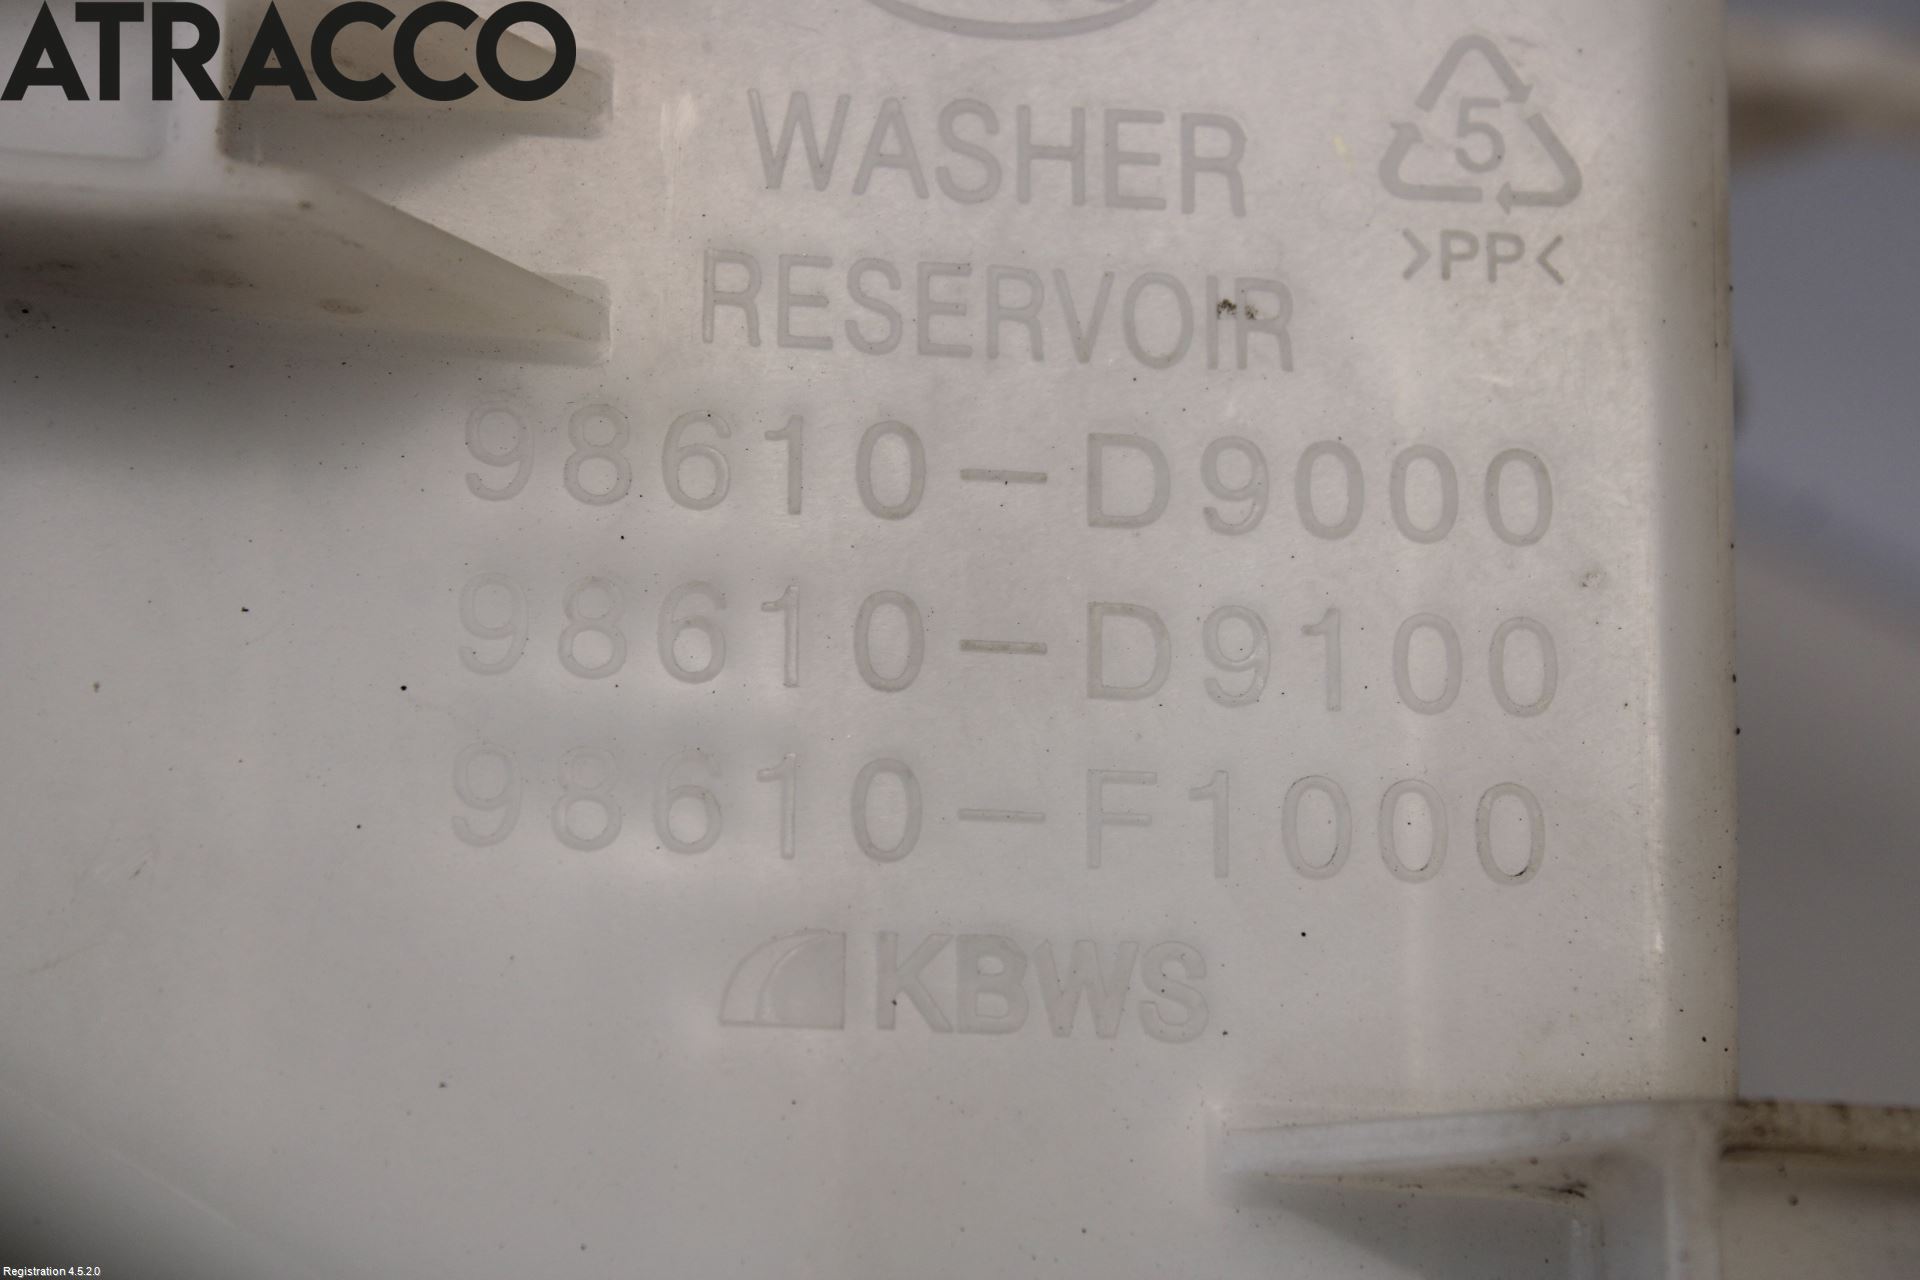 ATRACCO
WASHER
RESERVOIR
5
>PP<
98610-D9000
98610-D9100
98610-F1000
KBWS
Registration 4.5.2.0